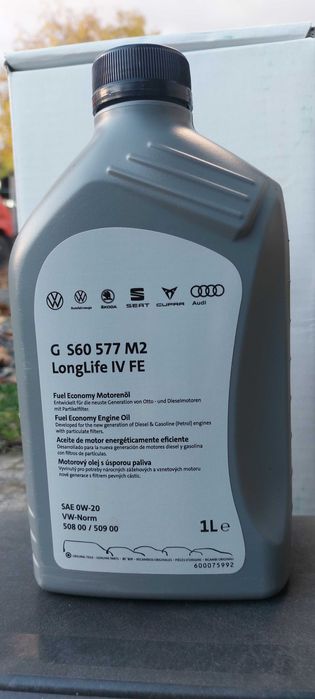 ŠKODA SEAT CUPRA Audi
G S60 577 M2
LongLife IV FE
Fuel Economy Motorenöl
Entwickelt für die neuste Generation von Otto - und Dieselmotoren
mit Partikelfilter.
Fuel Economy Engine Oil
Developed for the new generation of Diesel & Gasoline (Petrol) engines
with particulate filters.
Aceite de motor energéticamente eficiente
Desarrollado para la nueva generación de motores diesel y gasolina
con filtros de partículas.
Motorový olej s úsporou paliva
Vyvinutý pro potřeby náročných zážehových a vznětových motorů
nové generace s filtrem pevných částic.
SAE 0W-20
VW-Norm
508 00 / 509 00
1L e
600075992